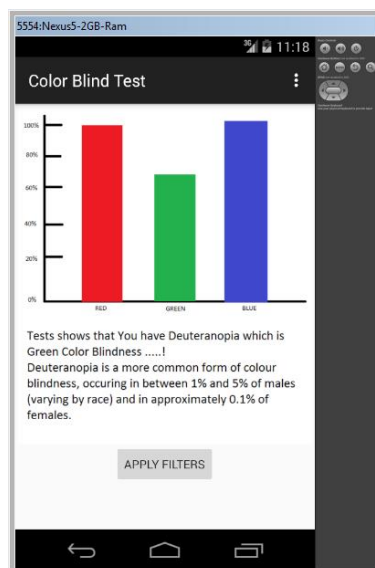 5554:Nexus5-2GB-Ram
3G 11:18
Color Blind Test
100%
80%
60%
40%
20%
0%
RED GREEN BLUE
Tests shows that You have Deuteranopia which is
Green Color Blindness .....!
Deuteranopia is a more common form of colour
blindness, occuring in between 1% and 5% of males
(varying by race) and in approximately 0.1% of
females.
APPLY FILTERS